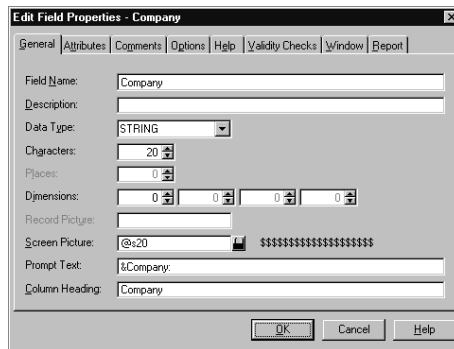 Edit Field Properties - Company
General Attributes Comments Options Help Validity Checks Window Report
Field Name: Company
Description:
Data Type: STRING
Characters: 20
Places: 0
Dimensions: 0 0 0 0
Record Picture:
Screen Picture: @s20 $$$$$$$$$$$$$$$$$$$$
Prompt Text: &Company:
Column Heading: Company
OK Cancel Help